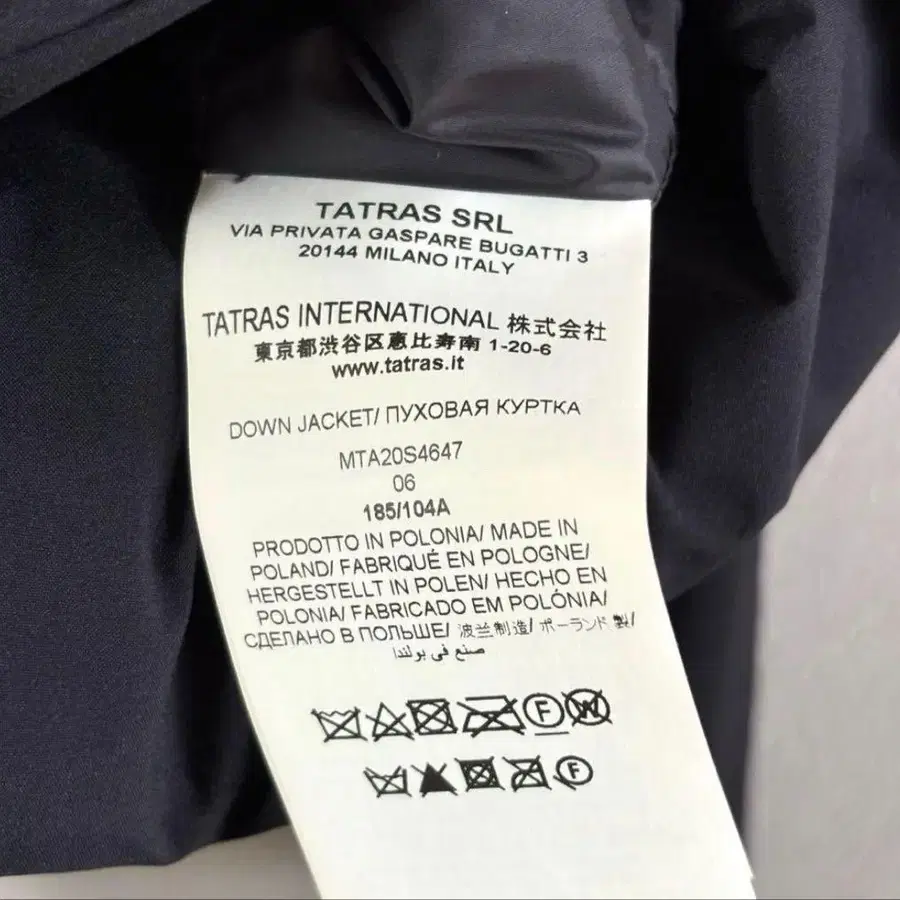 TATRAS SRL
VIA PRIVATA GASPARE BUGATTI 3
20144 MILANO ITALY
TATRAS INTERNATIONAL 株式会社
東京都渋谷区恵比寿南 1-20-6
www.tatras.it
DOWN JACKET/ ПУХОВАЯ КУРТКА
MTA20S4647
06
185/104A
PRODOTTO IN POLONIA/ MADE IN
POLAND/ FABRIQUÉ EN POLOGNE/
HERGESTELLT IN POLEN/ HECHO EN
POLONIA/ FABRICADO EM POLÓNIA/
СДЕЛАНО В ПОЛЬШЕ/ 波兰制造/ ポーランド 製/
صنع في بولندا
F W
F